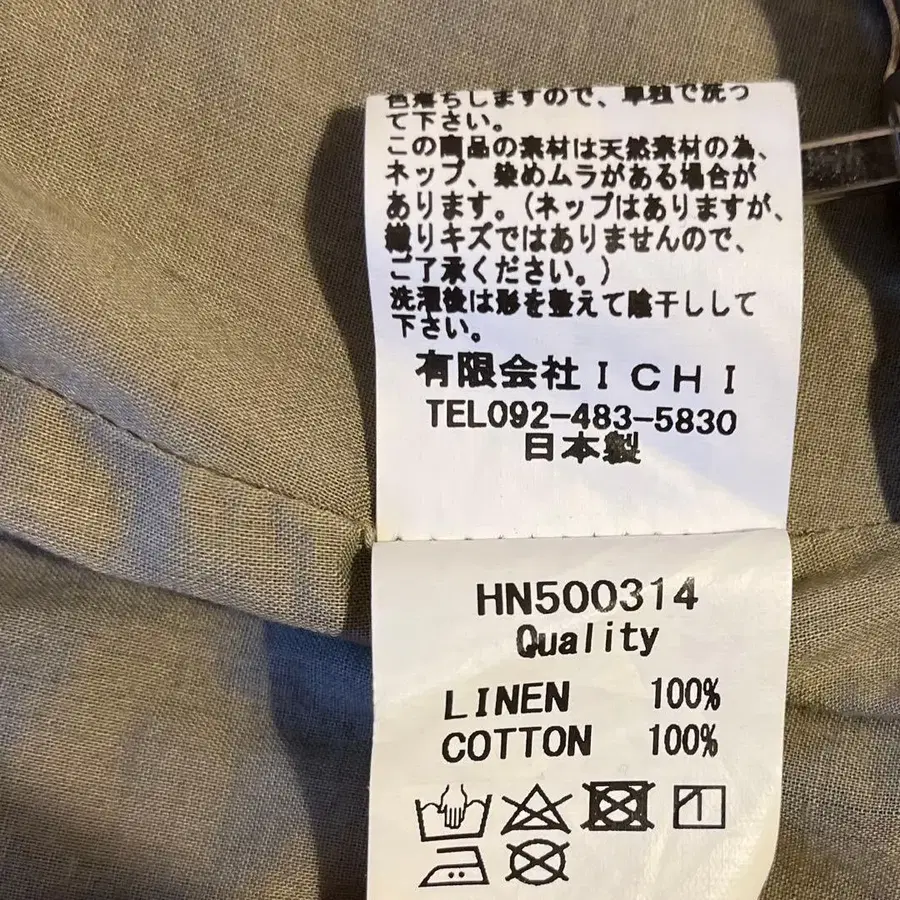 色落ちしますので、単独で洗っ
て下さい。
この商品の素材は天然素材の為、
ネップ、染めムラがある場合が
あります。(ネップはありますが、
織りキズではありませんので、
ご了承ください。)
洗濯後は形を整えて陰干しして
下さい。
有限会社ICHI
TEL092-483-5830
日本製
HN500314
Quality
LINEN 100%
COTTON 100%